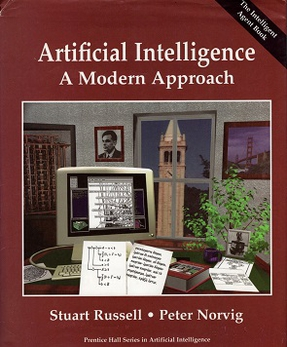 The Intelligent
Agent Book
Artificial Intelligence
A Modern Approach
Stuart Russell • Peter Norvig
Prentice Hall Series in Artificial Intelligence